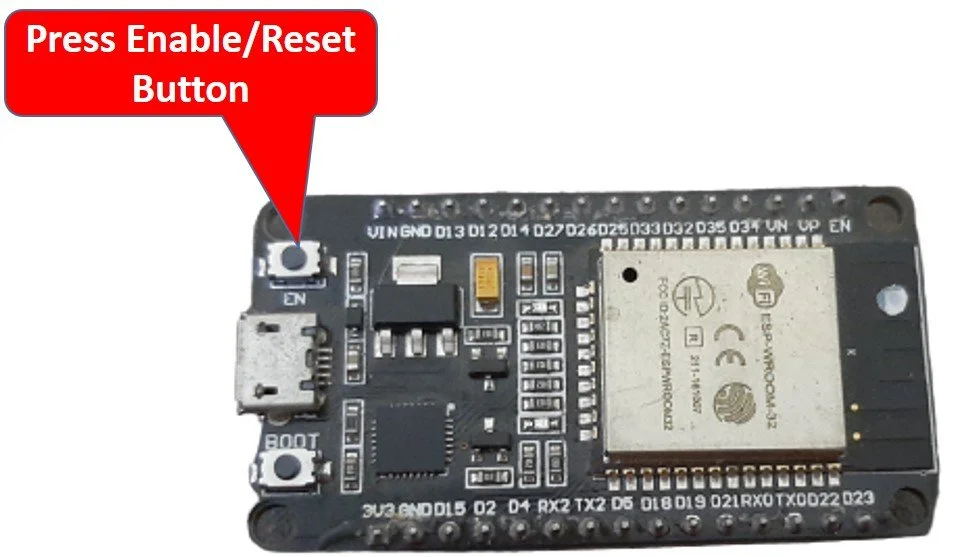 Press Enable/Reset
Button
VIN GND D13 D12 D14 D27 D26 D25 D33 D32 D35 D34 VN VP EN
EN
WiFi
ESP-WROOM-32
CE
R 211-161007
FCC ID:2AC7Z-ESPWROOM32
BOOT
3V3 GND D15 D2 D4 RX2 TX2 D5 D18 D19 D21 RX0 TX0 D22 D23